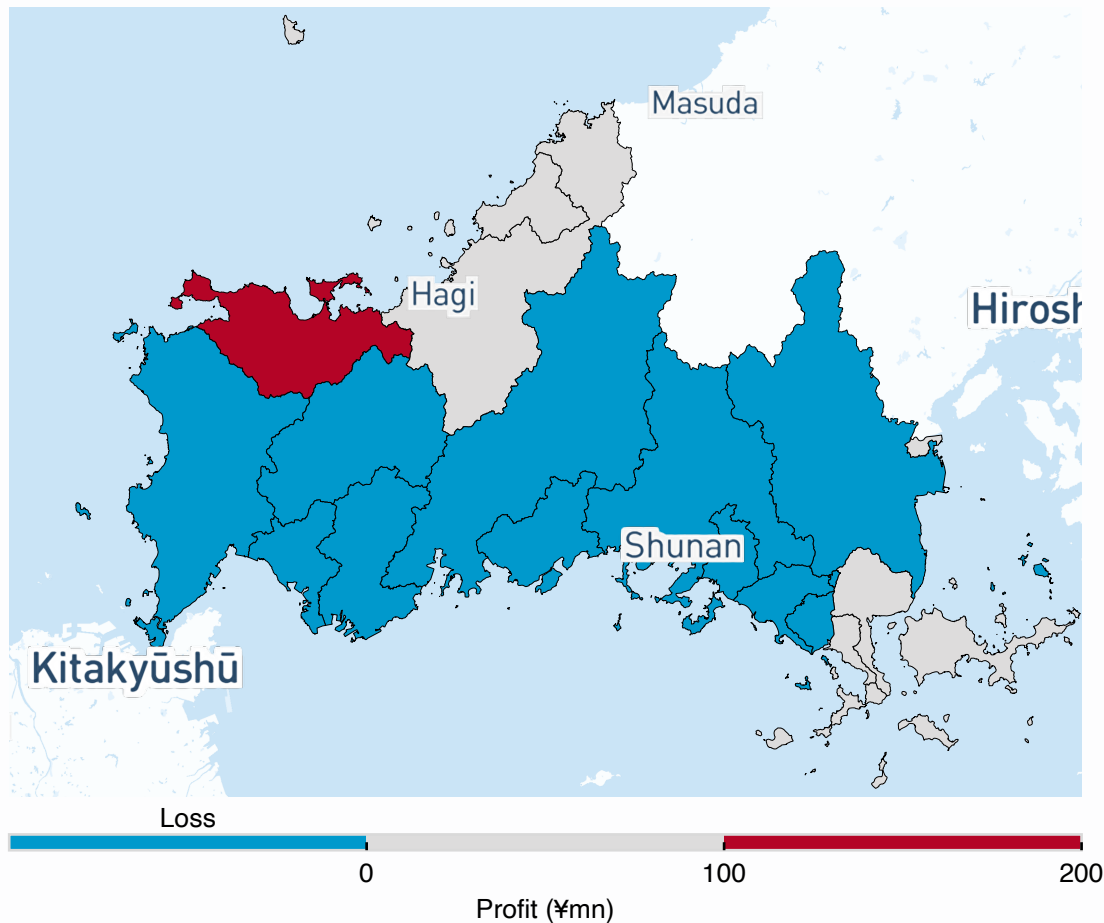 Masuda
Hagi
Hirosh
Shunan
Kitakyūshū
Loss
0
100
200
Profit (¥mn)